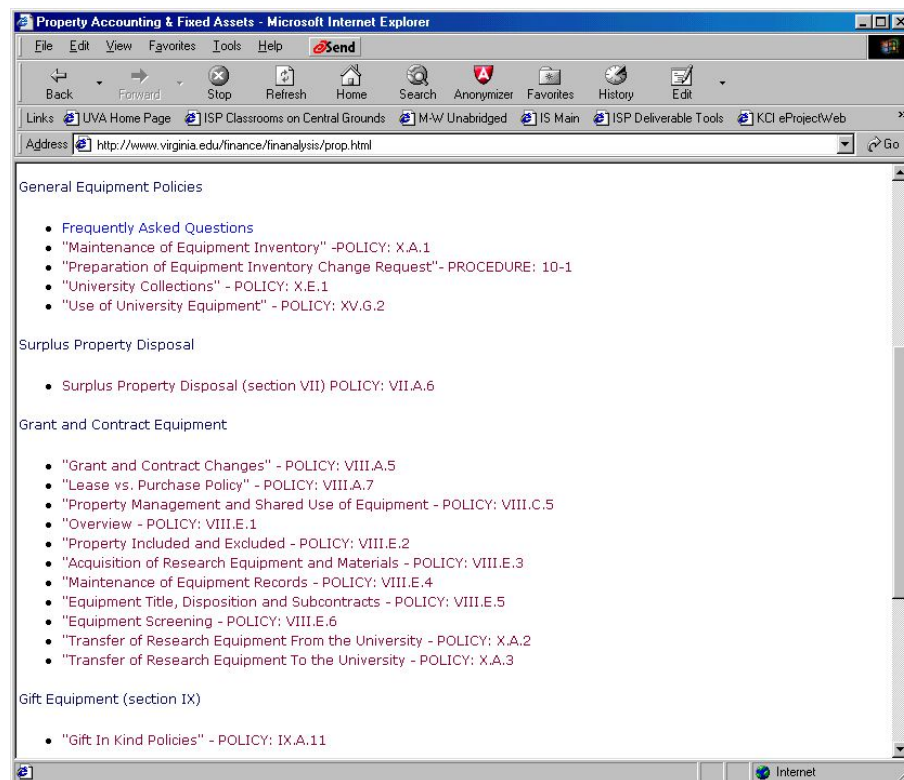 Property Accounting & Fixed Assets - Microsoft Internet Explorer
File Edit View Favorites Tools Help Send
Back Forward Stop Refresh Home Search Anonymizer Favorites History Edit
Links UVA Home Page ISP Classrooms on Central Grounds M-W Unabridged IS Main ISP Deliverable Tools KCI eProjectWeb »
Address http://www.virginia.edu/finance/finanalysis/prop.html Go
General Equipment Policies
• Frequently Asked Questions
• "Maintenance of Equipment Inventory" -POLICY: X.A.1
• "Preparation of Equipment Inventory Change Request"- PROCEDURE: 10-1
• "University Collections" - POLICY: X.E.1
• "Use of University Equipment" - POLICY: XV.G.2
Surplus Property Disposal
• Surplus Property Disposal (section VII) POLICY: VII.A.6
Grant and Contract Equipment
• "Grant and Contract Changes" - POLICY: VIII.A.5
• "Lease vs. Purchase Policy" - POLICY: VIII.A.7
• "Property Management and Shared Use of Equipment - POLICY: VIII.C.5
• "Overview - POLICY: VIII.E.1
• "Property Included and Excluded - POLICY: VIII.E.2
• "Acquisition of Research Equipment and Materials - POLICY: VIII.E.3
• "Maintenance of Equipment Records - POLICY: VIII.E.4
• "Equipment Title, Disposition and Subcontracts - POLICY: VIII.E.5
• "Equipment Screening - POLICY: VIII.E.6
• "Transfer of Research Equipment From the University - POLICY: X.A.2
• "Transfer of Research Equipment To the University - POLICY: X.A.3
Gift Equipment (section IX)
• "Gift In Kind Policies" - POLICY: IX.A.11
Internet